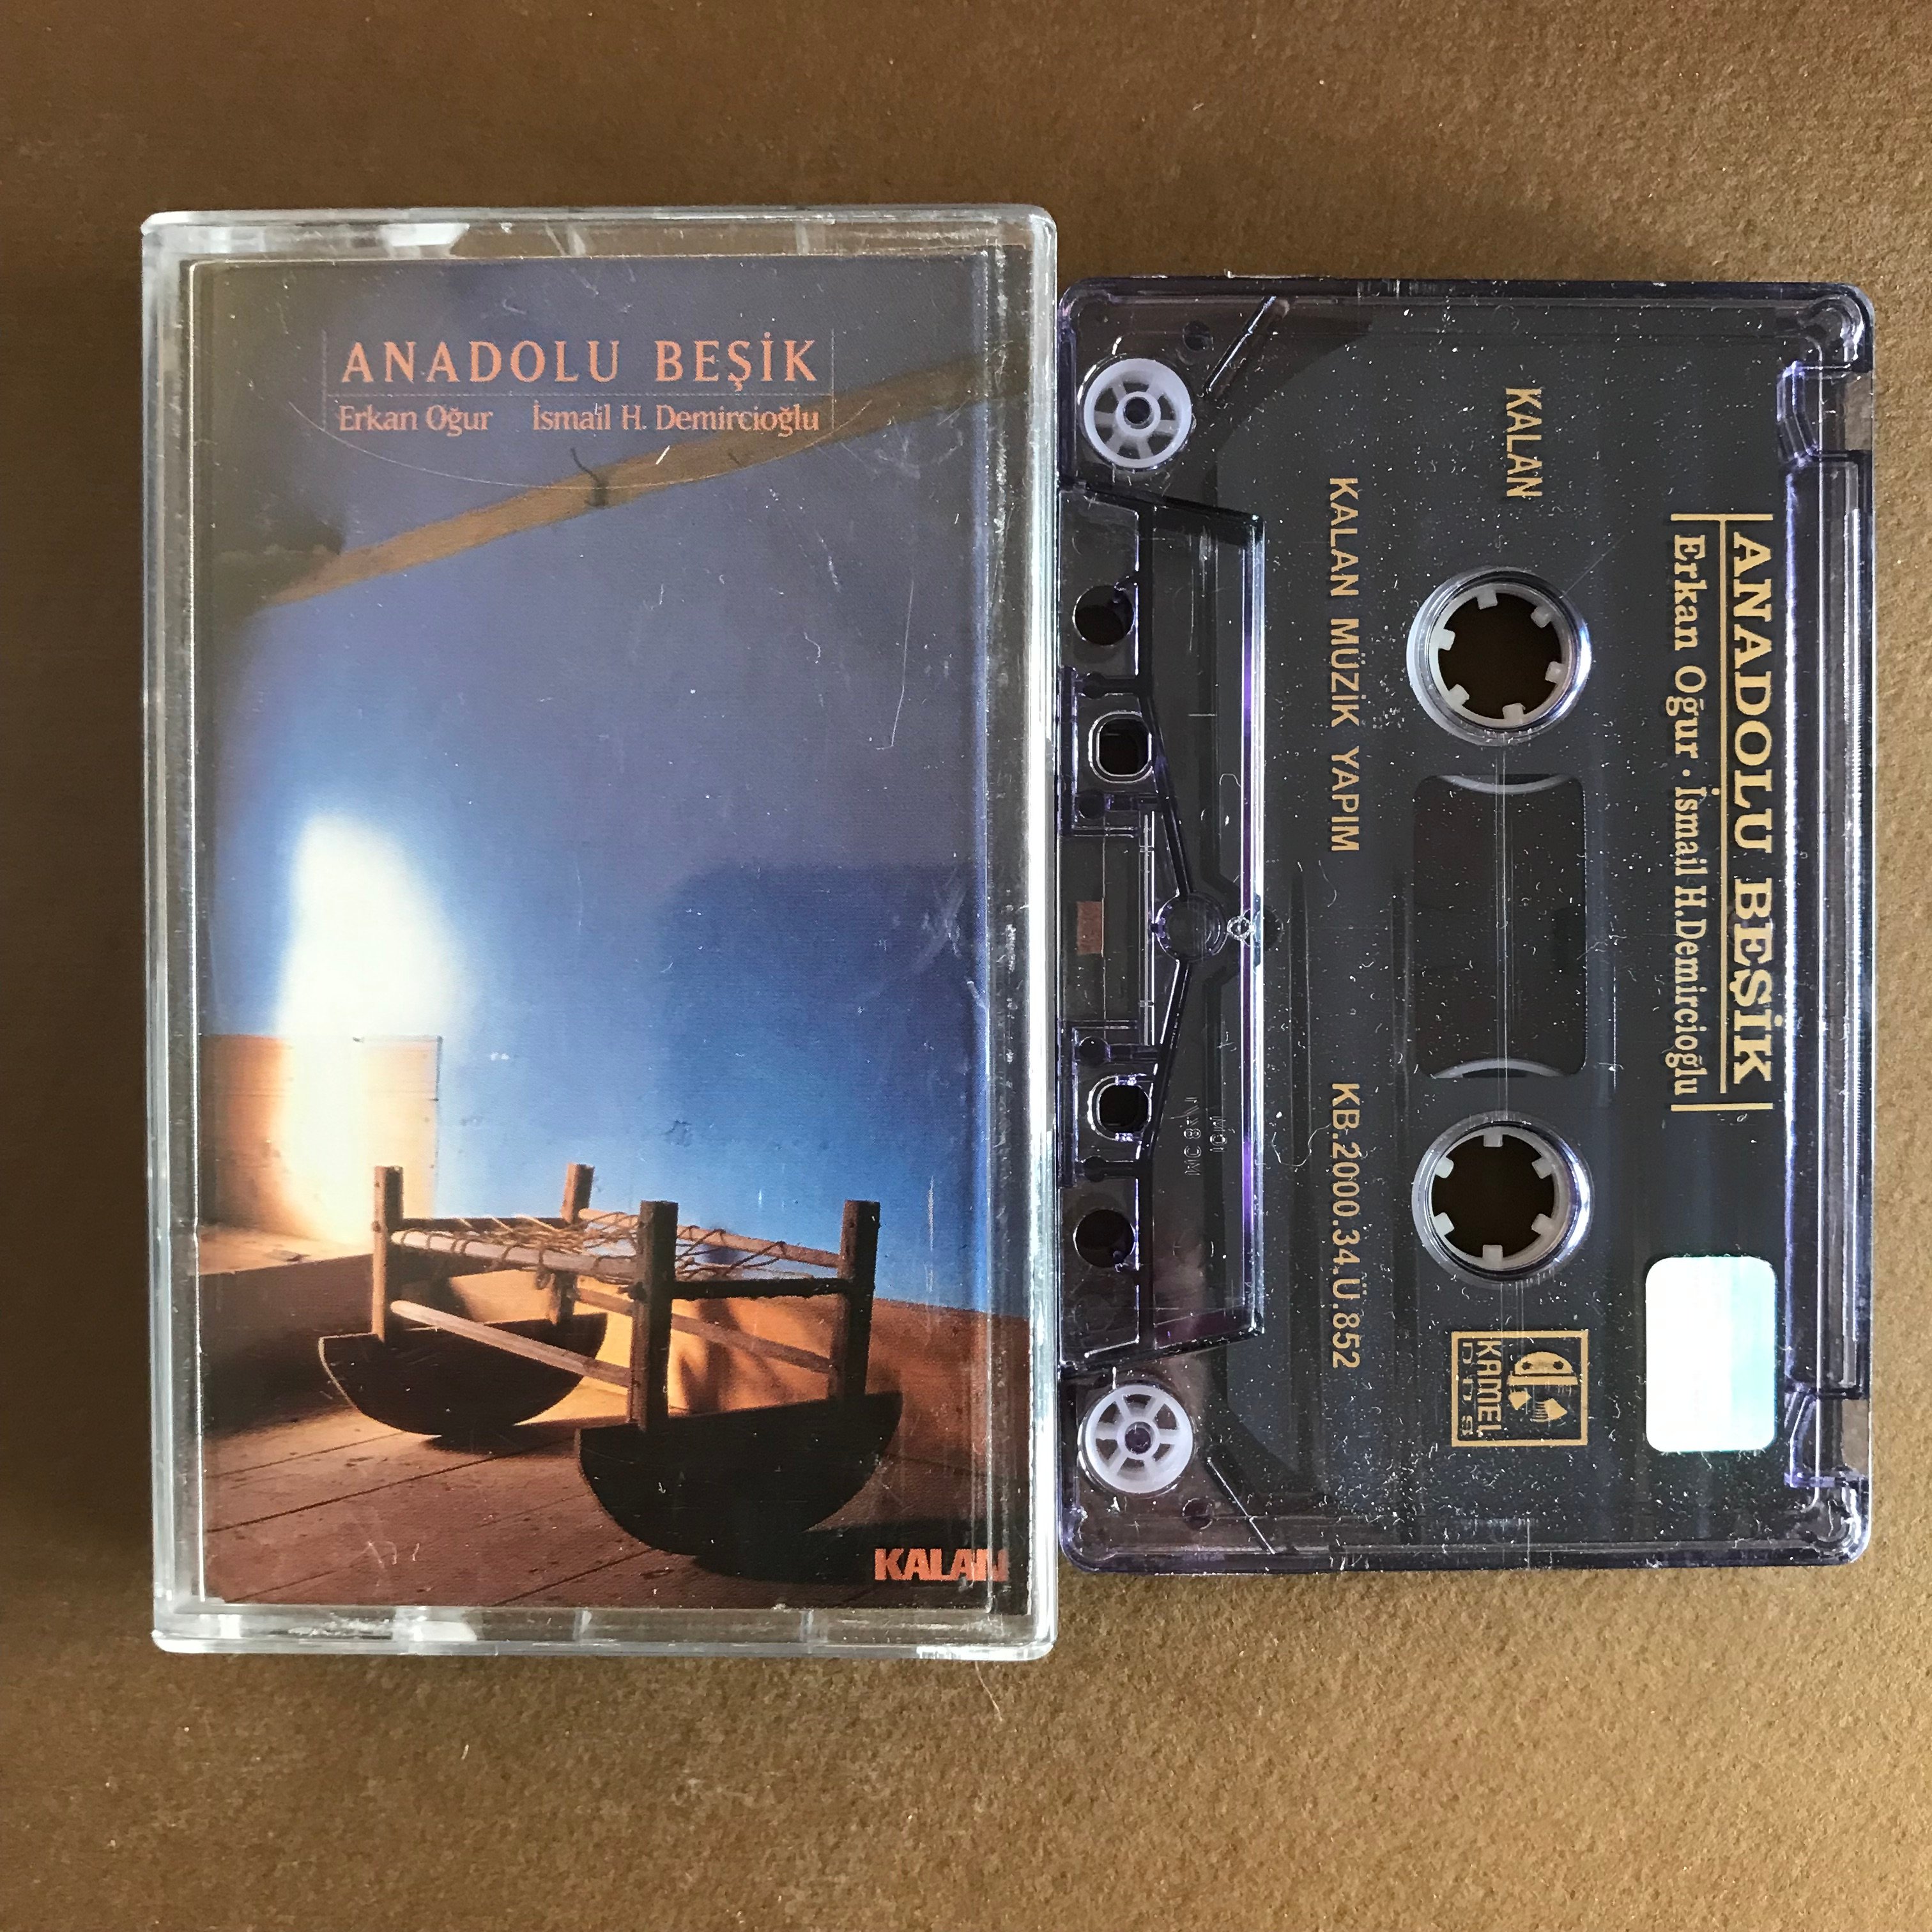 ANADOLU BEŞİK
Erkan Oğur İsmail H. Demircioğlu
KALAN
ANADOLU BEŞİK
Erkan Oğur · İsmail H.Demircioğlu
KALAN
KALAN MÜZİK YAPIM KB.2000.34.Ü.852
KAMEL